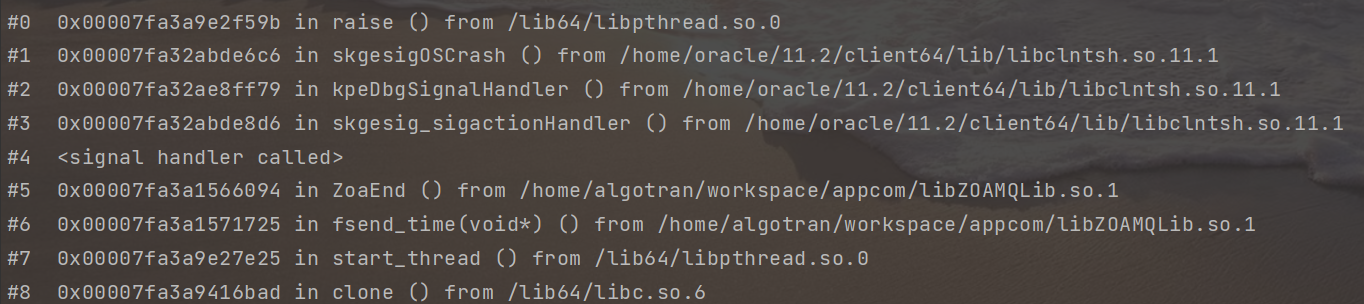 #0  0x00007fa3a9e2f59b in raise () from /lib64/libpthread.so.0
#1  0x00007fa32abde6c6 in skgesigOSCrash () from /home/oracle/11.2/client64/lib/libclntsh.so.11.1
#2  0x00007fa32ae8ff79 in kpeDbgSignalHandler () from /home/oracle/11.2/client64/lib/libclntsh.so.11.1
#3  0x00007fa32abde8d6 in skgesig_sigactionHandler () from /home/oracle/11.2/client64/lib/libclntsh.so.11.1
#4  <signal handler called>
#5  0x00007fa3a1566094 in ZoaEnd () from /home/algotran/workspace/appcom/libZOAMQLib.so.1
#6  0x00007fa3a1571725 in fsend_time(void*) () from /home/algotran/workspace/appcom/libZOAMQLib.so.1
#7  0x00007fa3a9e27e25 in start_thread () from /lib64/libpthread.so.0
#8  0x00007fa3a9416bad in clone () from /lib64/libc.so.6